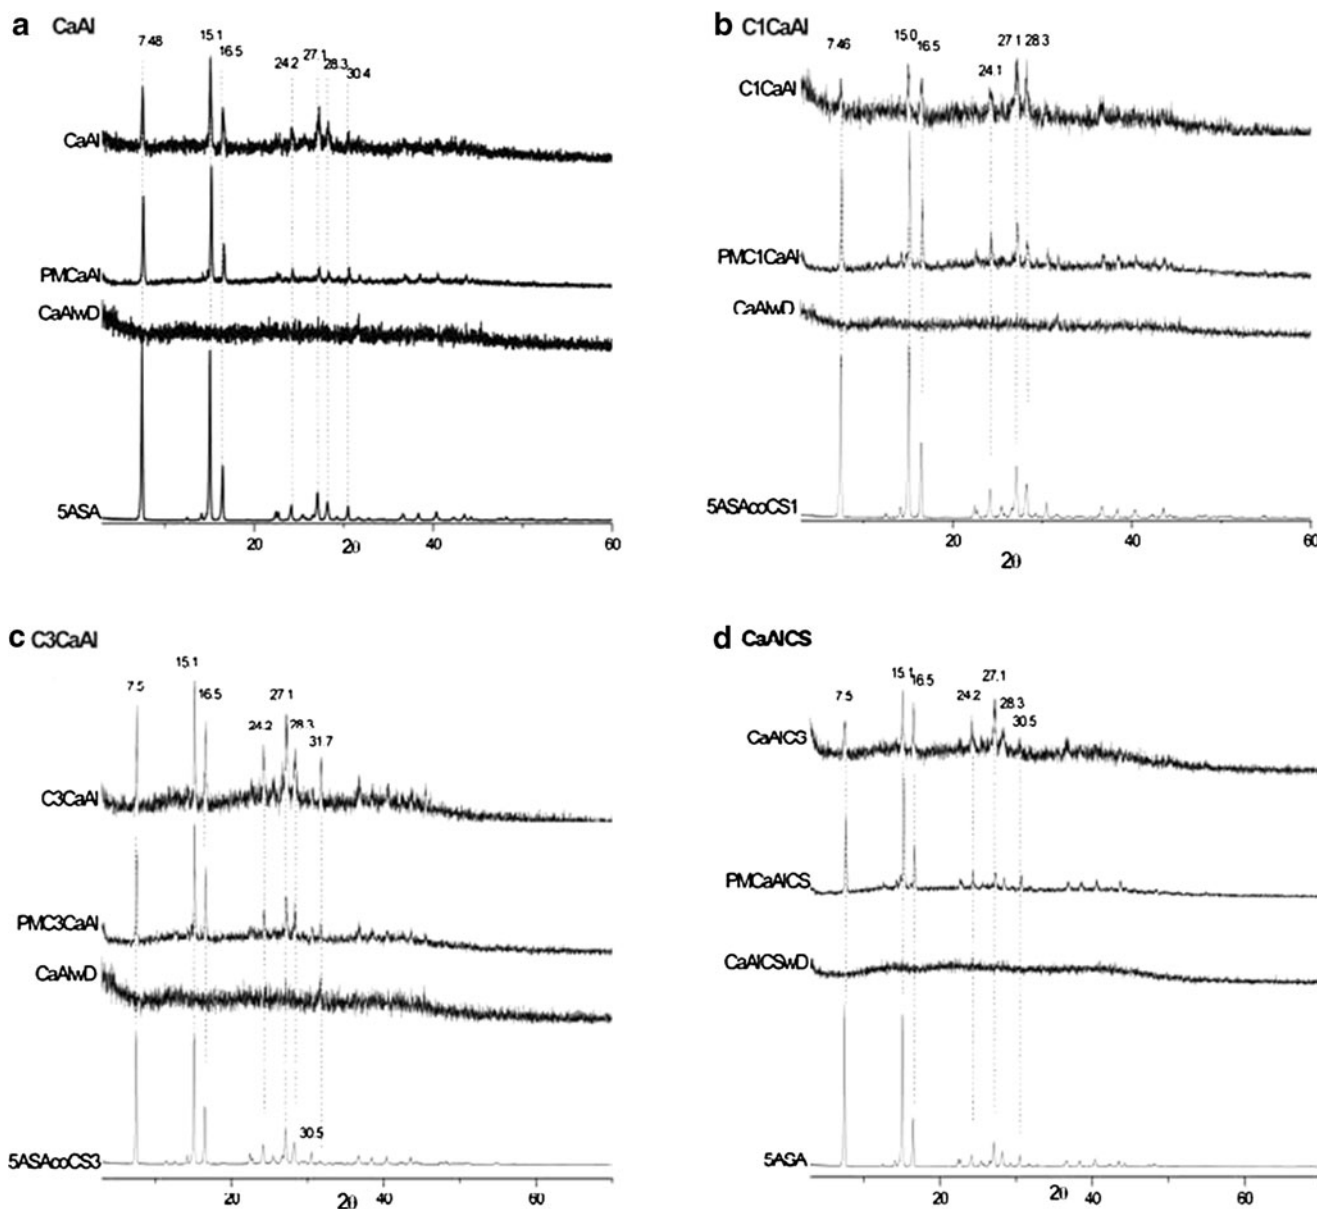 a CaAl
7.48
15.1
16.5
24.2
27.1
28.3
30.4
CaAl
PMCaAl
CaAlwD
5ASA
20
2θ
40
60
b C1CaAl
7.46
15.0
16.5
24.1
27.1
28.3
C1CaAl
PMC1CaAl
CaAlwD
5ASAcoCS1
20
2θ
40
60
c C3CaAl
7.5
15.1
16.5
24.2
27.1
28.3
31.7
C3CaAl
PMC3CaAl
CaAlwD
30.5
5ASAcoCS3
20
2θ
40
60
d CaAlCS
7.5
15.1
16.5
24.2
27.1
28.3
30.5
CaAlCS
PMCaAlCS
CaAlCSwD
5ASA
20
2θ
40
60